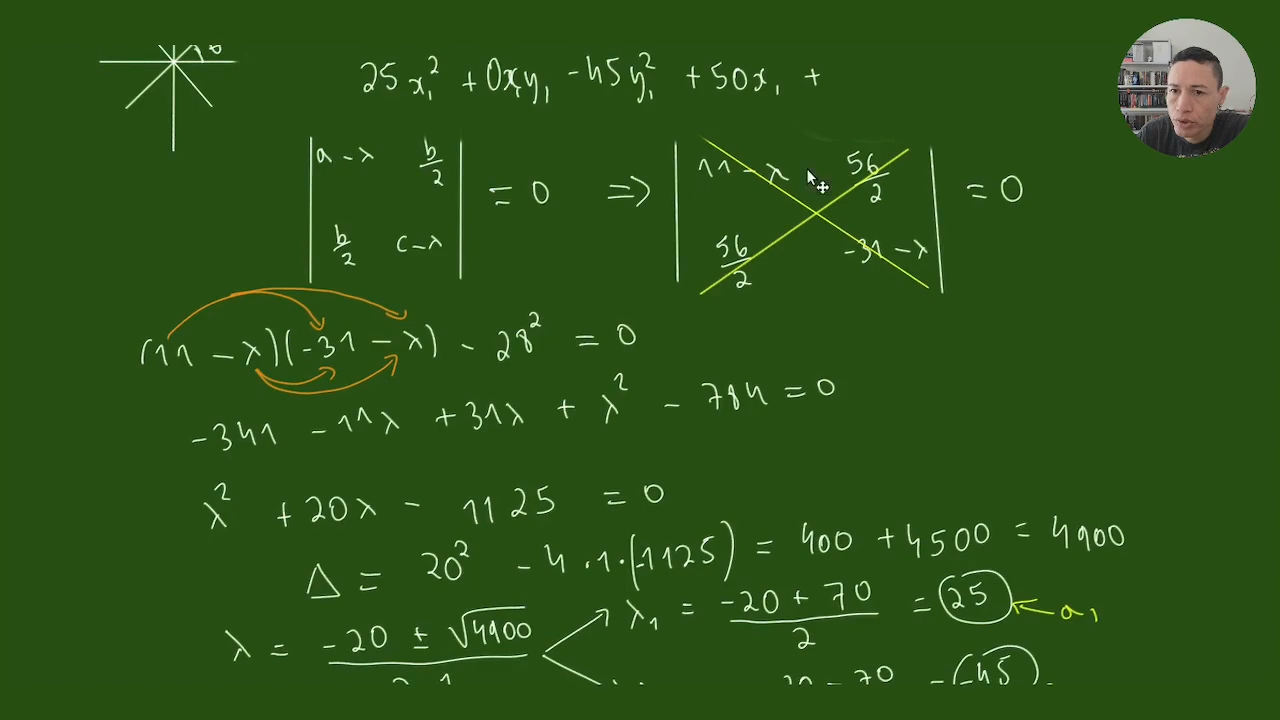 25x₁² + 0x₁y₁ - 45y₁² + 50x₁ +
|a - λ b/2; b/2 c - λ| = 0 ⇒ |11 - λ 56/2; 56/2 -31 - λ| = 0
(11 - λ)(-31 - λ) - 28² = 0
-341 - 11λ + 31λ + λ² - 784 = 0
λ² + 20λ - 1125 = 0
Δ = 20² - 4 · 1 · (-1125) = 400 + 4500 = 4900
λ = (-20 ± √4900)/ λ₁ = (-20 + 70)/2 = 25 ← a₁
- 70 = -45